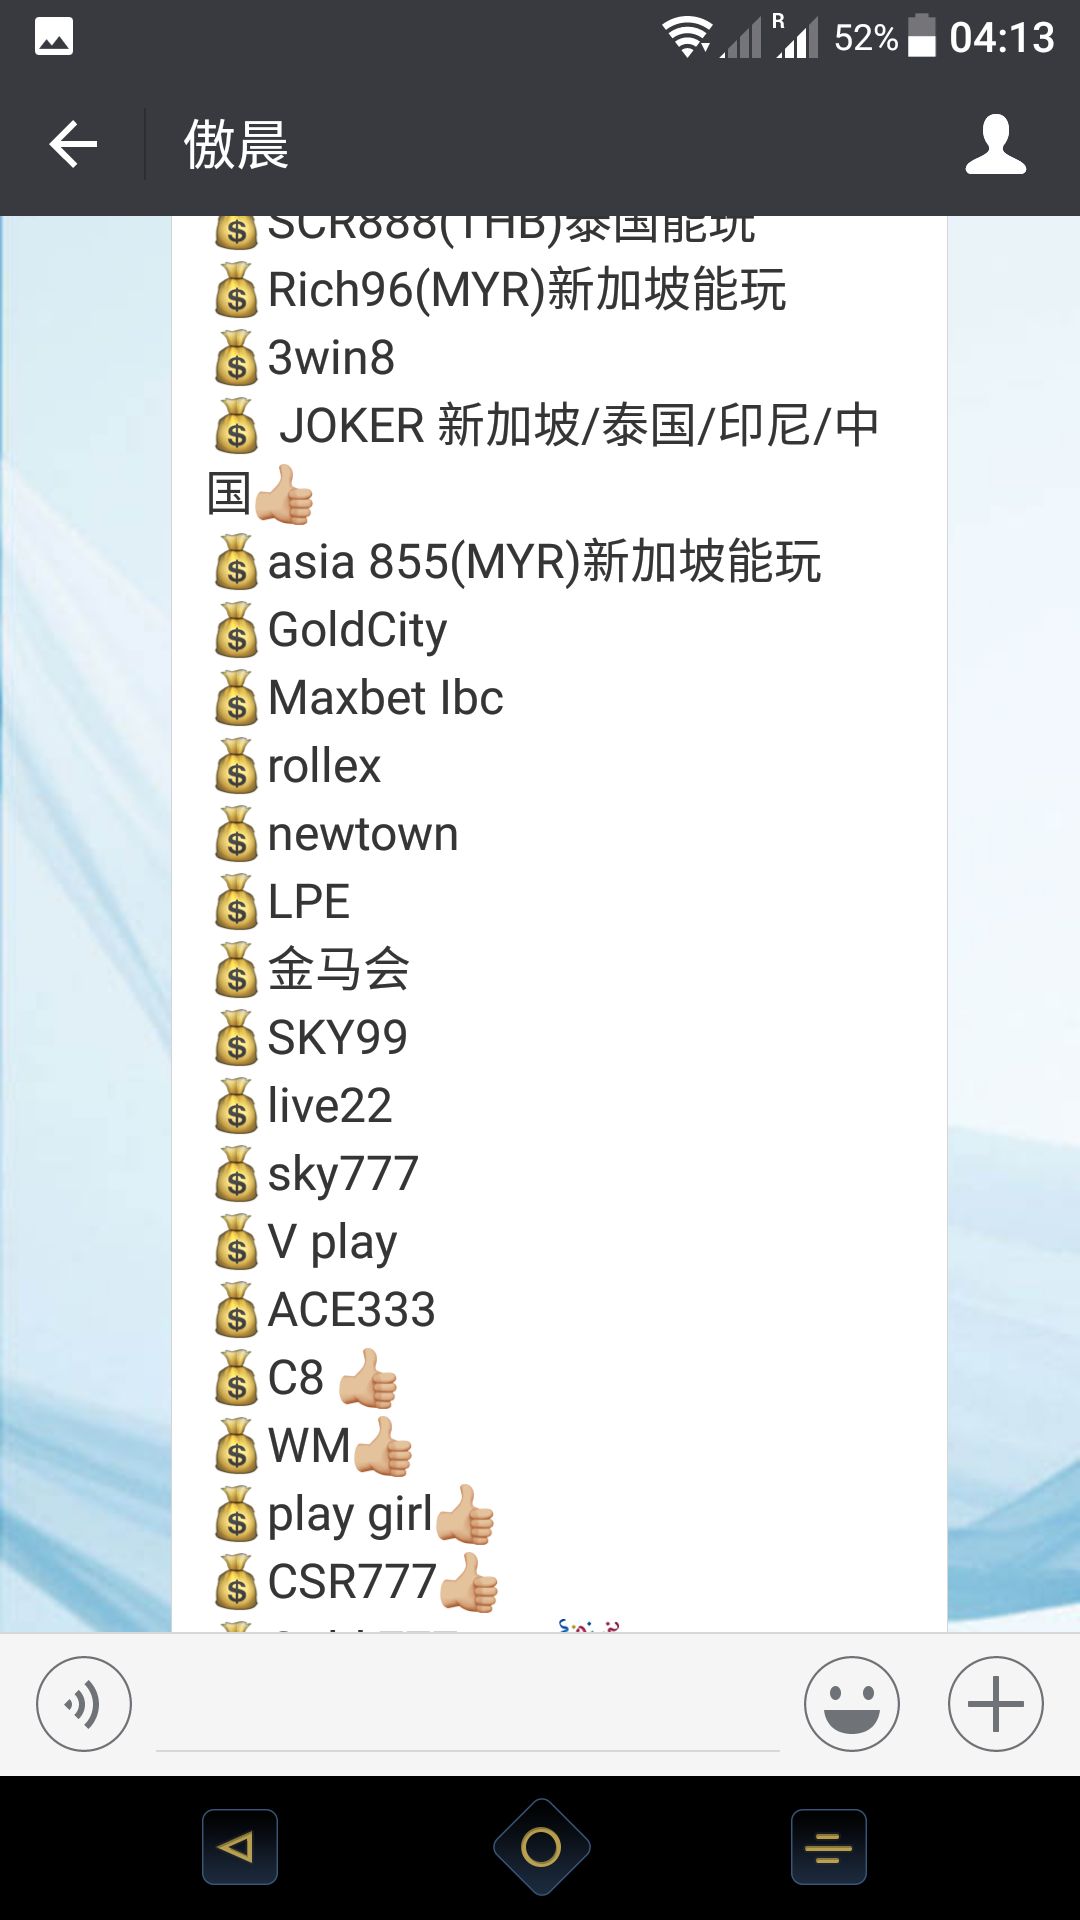 R 52% 04:13
傲晨
💰SCR888(THB)泰国能玩
💰Rich96(MYR)新加坡能玩
💰3win8
💰 JOKER 新加坡/泰国/印尼/中
国👍🏼
💰asia 855(MYR)新加坡能玩
💰GoldCity
💰Maxbet Ibc
💰rollex
💰newtown
💰LPE
💰金马会
💰SKY99
💰live22
💰sky777
💰V play
💰ACE333
💰C8 👍🏼
💰WM👍🏼
💰play girl👍🏼
💰CSR777👍🏼